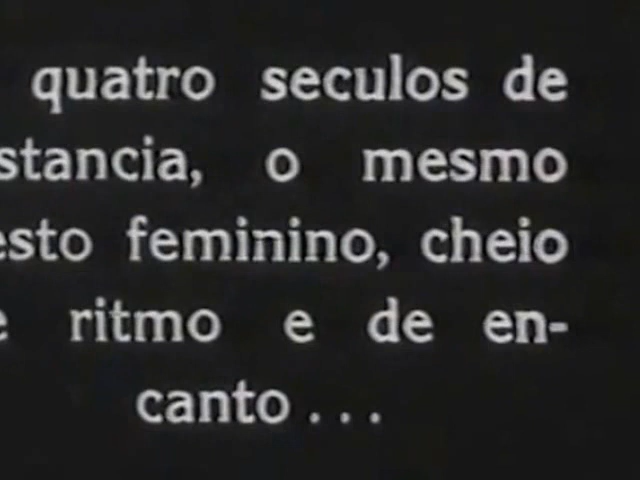 quatro seculos de
stancia, o mesmo
esto feminino, cheio
e ritmo e de en-
canto...